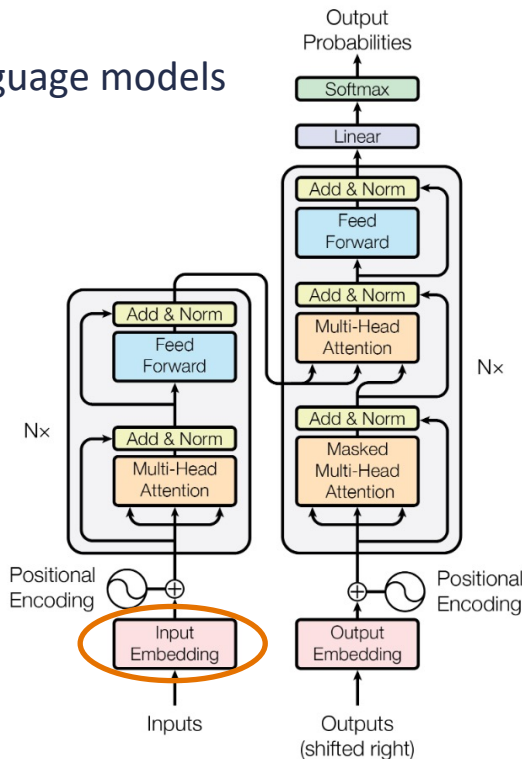 guage models
Output
Probabilities
Softmax
Linear
Add & Norm
Feed
Forward
Add & Norm
Multi-Head
Attention
Nx
Add & Norm
Masked
Multi-Head
Attention
Add & Norm
Feed
Forward
Nx
Add & Norm
Multi-Head
Attention
Positional
Encoding
Positional
Encoding
Input
Embedding
Output
Embedding
Inputs
Outputs
(shifted right)